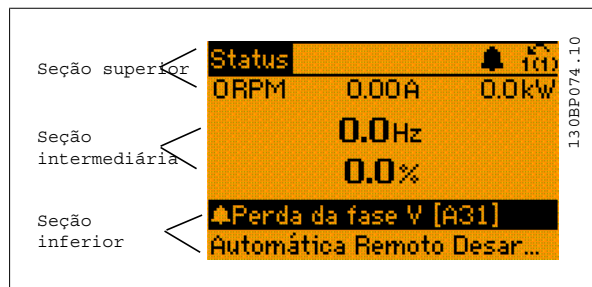 Seção superior
Status 1(1)
0RPM 0.00A 0.0kW
Seção
intermediária
0.0Hz
0.0%
Seção
inferior
Perda da fase V [A31]
Automática Remoto Desar...
130BP074.10